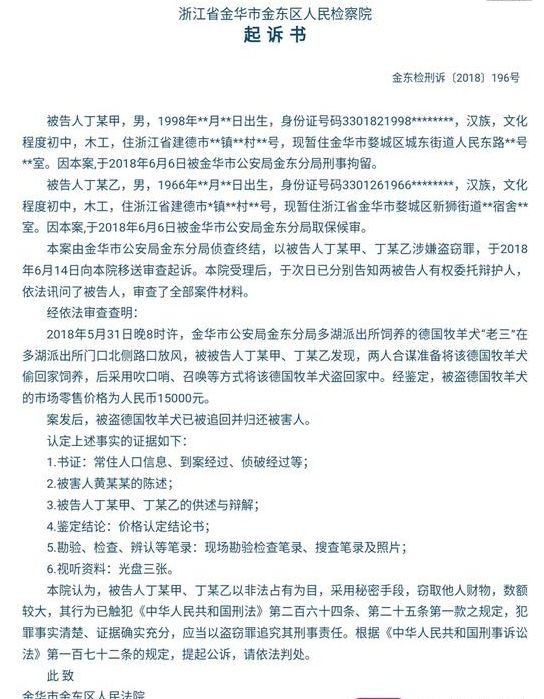 浙江省金华市金东区人民检察院
起诉书
金东检刑诉〔2018〕196号
被告人丁某甲，男，1998年**月**日出生，身份证号码3301821998********，汉族，文化
程度初中，木工，住浙江省建德市**镇**村**号，现暂住金华市婺城区城东街道人民东路**号
**室。因本案,于2018年6月6日被金华市公安局金东分局刑事拘留。
被告人丁某乙，男，1966年**月**日出生，身份证号码3301261966********，汉族，文化
程度初中，木工，住浙江省建德市*镇**村**号，现暂住浙江省金华市婺城区新狮街道**宿舍**
室。因本案,于2018年6月6日被金华市公安局金东分局取保候审。
本案由金华市公安局金东分局侦查终结，以被告人丁某甲、丁某乙涉嫌盗窃罪，于2018
年6月14日向本院移送审查起诉。本院受理后，于次日已分别告知两被告人有权委托辩护人，
依法讯问了被告人，审查了全部案件材料。
经依法审查查明：
2018年5月31日晚8时许，金华市公安局金东分局多湖派出所饲养的德国牧羊犬“老三”在
多湖派出所门口北侧路口放风，被被告人丁某甲、丁某乙发现，两人合谋准备将该德国牧羊犬
偷回家饲养，后采用吹口哨、召唤等方式将该德国牧羊犬盗回家中。经鉴定，被盗德国牧羊犬
的市场零售价格为人民币15000元。
案发后，被盗德国牧羊犬已被追回并归还被害人。
认定上述事实的证据如下：
1.书证：常住人口信息、到案经过、侦破经过等；
2.被害人黄某某的陈述；
3.被告人丁某甲、丁某乙的供述与辩解；
4.鉴定结论：价格认定结论书；
5.勘验、检查、辨认等笔录：现场勘验检查笔录、搜查笔录及照片；
6.视听资料：光盘三张。
本院认为，被告人丁某甲、丁某乙以非法占有为目，采用秘密手段，窃取他人财物，数额
较大，其行为已触犯《中华人民共和国刑法》第二百六十四条、第二十五条第一款之规定，犯
罪事实清楚、证据确实充分，应当以盗窃罪追究其刑事责任。根据《中华人民共和国刑事诉讼
法》第一百七十二条的规定，提起公诉，请依法判处。
此 致
金华市金东区人民法院